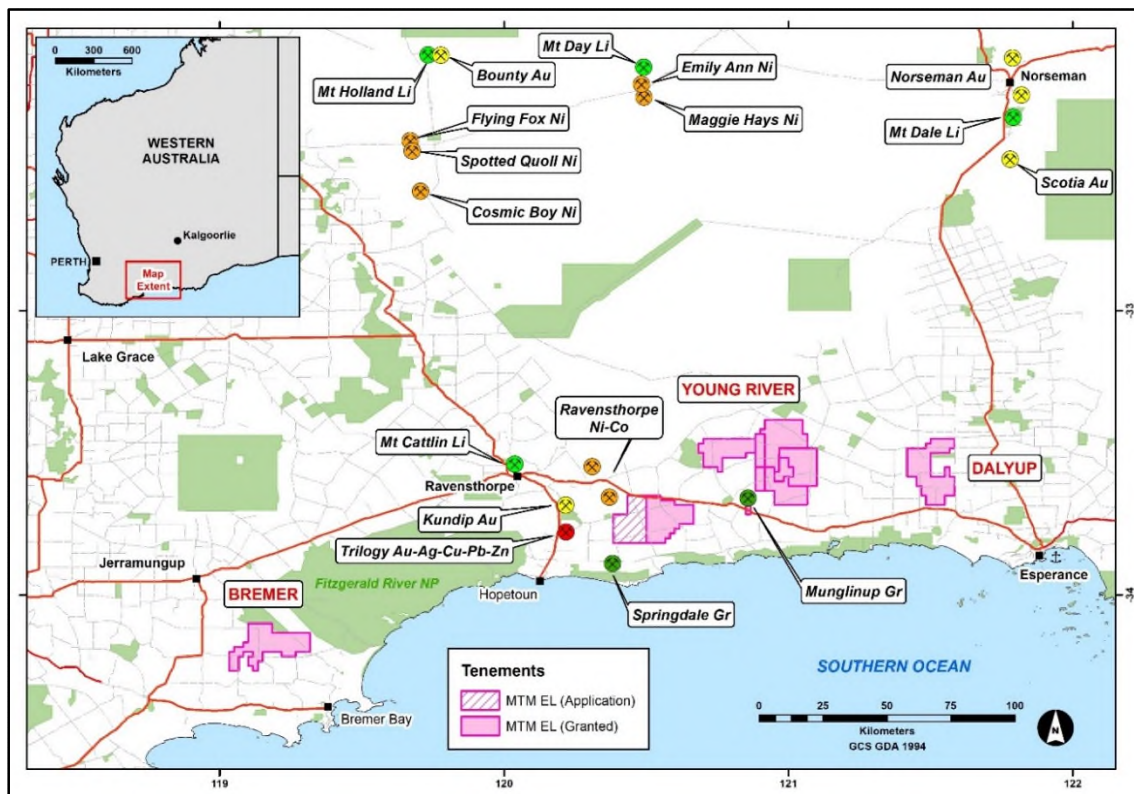 0 300 600
Kilometers
WESTERN
AUSTRALIA
Kalgoorlie
PERTH
Map
Extent
Mt Holland Li
Bounty Au
Mt Day Li
Emily Ann Ni
Maggie Hays Ni
Norseman Au
Norseman
Mt Dale Li
Scotia Au
Flying Fox Ni
Spotted Quoll Ni
Cosmic Boy Ni
-33
Lake Grace
YOUNG RIVER
Ravensthorpe
Ni-Co
Mt Cattlin Li
Ravensthorpe
DALYUP
Kundip Au
Trilogy Au-Ag-Cu-Pb-Zn
Jerramungup
Fitzgerald River NP
Hopetoun
Springdale Gr
Munglinup Gr
Esperance
-34
BREMER
Bremer Bay
Tenements
MTM EL (Application)
MTM EL (Granted)
SOUTHERN OCEAN
0 25 50 75 100
Kilometers
GCS GDA 1994
N
119
120
121
122